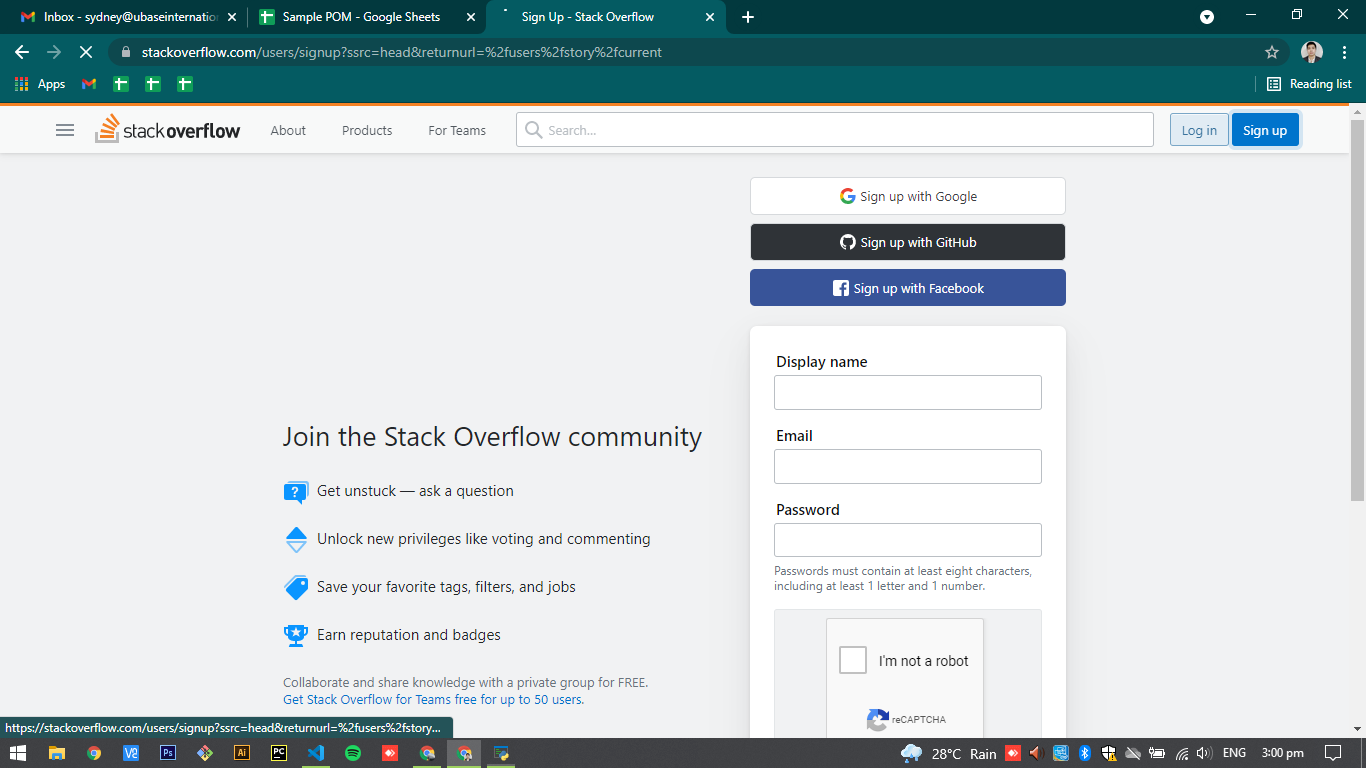 Inbox - sydney@ubaseinternation
Sample POM - Google Sheets
Sign Up - Stack Overflow
stackoverflow.com/users/signup?ssrc=head&returnurl=%2fusers%2fstory%2fcurrent
Apps
Reading list
stackoverflow
About
Products
For Teams
Search...
Log in
Sign up
Sign up with Google
Sign up with GitHub
Sign up with Facebook
Display name
Email
Password
Passwords must contain at least eight characters,
including at least 1 letter and 1 number.
I'm not a robot
reCAPTCHA
Join the Stack Overflow community
Get unstuck — ask a question
Unlock new privileges like voting and commenting
Save your favorite tags, filters, and jobs
Earn reputation and badges
Collaborate and share knowledge with a private group for FREE.
Get Stack Overflow for Teams free for up to 50 users.
https://stackoverflow.com/users/signup?ssrc=head&returnurl=%2fusers%2fstory...
Ps
Ai
PC
28°C Rain
ENG
3:00 pm